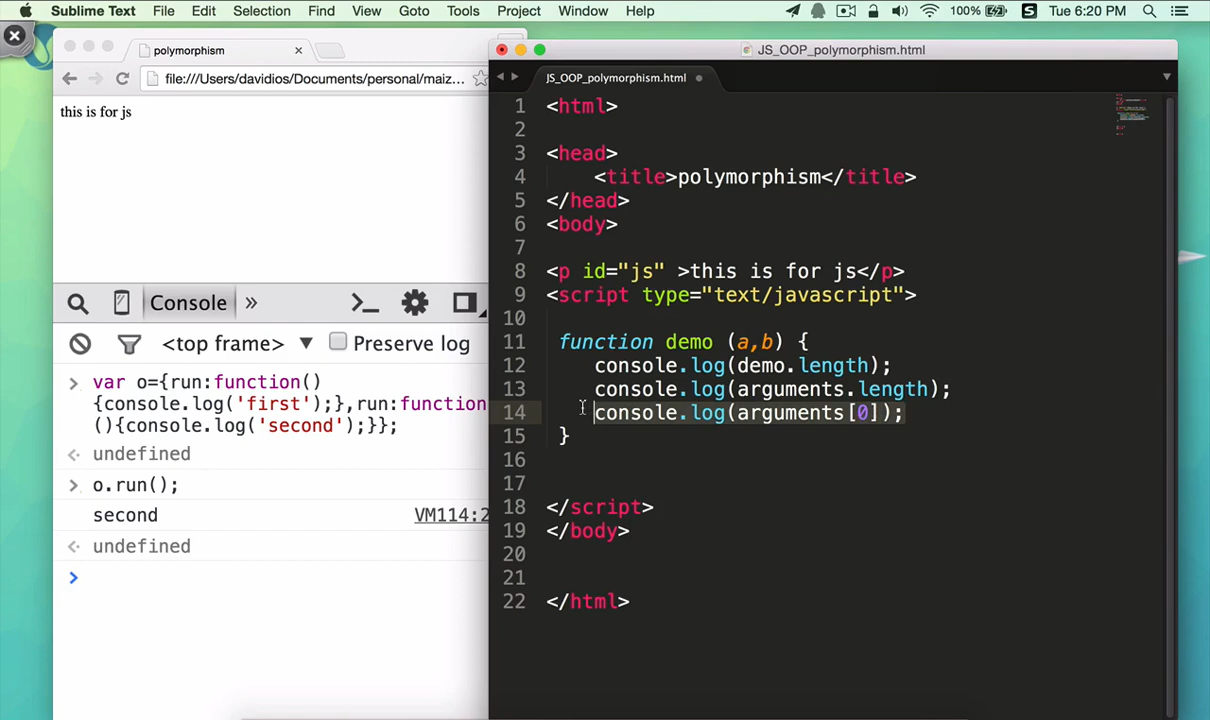 Sublime Text File Edit Selection Find View Goto Tools Project Window Help 100% S Tue 6:20 PM
polymorphism
file:///Users/davidios/Documents/personal/maiz...
this is for js
Console »
<top frame> ▼ Preserve log
> var o={run:function()
{console.log('first');},run:function
(){console.log('second');}};
undefined
> o.run();
second VM114:2
undefined
>
JS_OOP_polymorphism.html
JS_OOP_polymorphism.html
1 <html>
2
3 <head>
4 <title>polymorphism</title>
5 </head>
6 <body>
7
8 <p id="js" >this is for js</p>
9 <script type="text/javascript">
10
11 function demo (a,b) {
12 console.log(demo.length);
13 console.log(arguments.length);
14 console.log(arguments[0]);
15 }
16
17
18 </script>
19 </body>
20
21
22 </html>